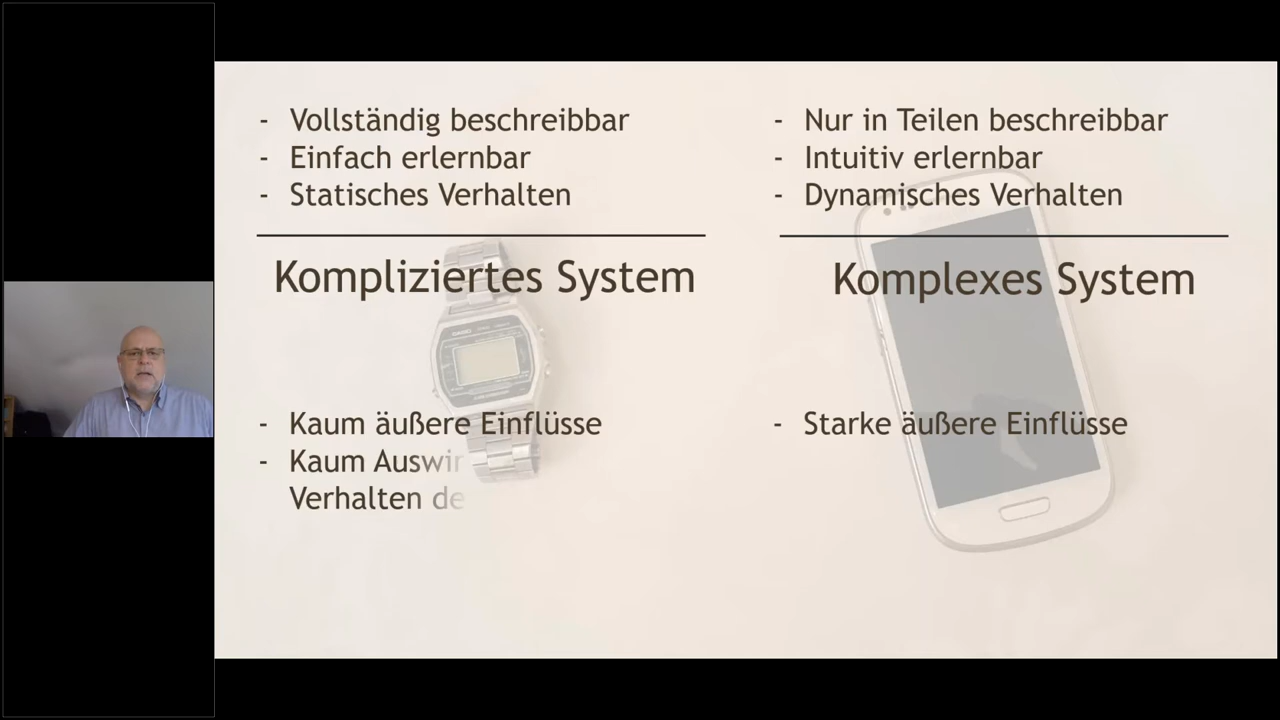 - Vollständig beschreibbar
- Einfach erlernbar
- Statisches Verhalten
Kompliziertes System
CASIO
- Kaum äußere Einflüsse
- Kaum
Verhalten
- Nur in Teilen beschreibbar
- Intuitiv erlernbar
- Dynamisches Verhalten
Komplexes System
- Starke äußere Einflüsse